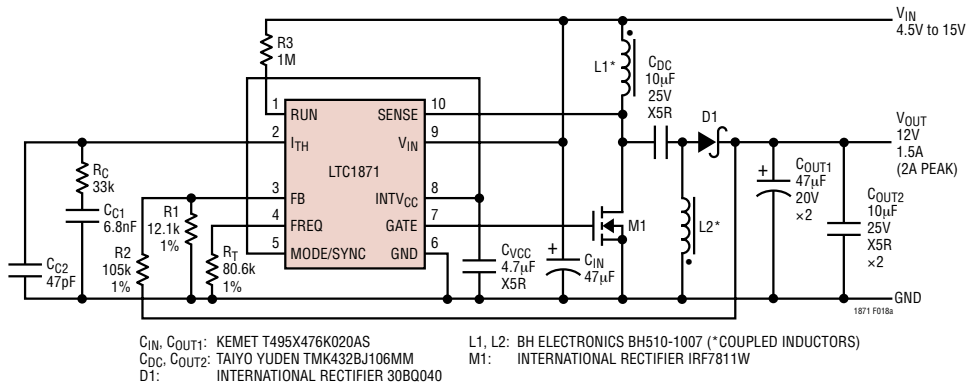 VIN
4.5V to 15V
R3
1M
L1*
CDC
10µF
25V
X5R
D1
VOUT
12V
1.5A
(2A PEAK)
1
RUN
SENSE
10
2
ITH
VIN
9
LTC1871
3
FB
INTVCC
8
4
FREQ
GATE
7
5
MODE/SYNC
GND
6
RC
33k
CC1
6.8nF
CC2
47pF
R1
12.1k
1%
R2
105k
1%
RT
80.6k
1%
CVCC
4.7µF
X5R
+
CIN
47µF
M1
L2*
+
COUT1
47µF
20V
×2
COUT2
10µF
25V
X5R
×2
GND
1871 F018a
CIN, COUT1: KEMET T495X476K020AS
CDC, COUT2: TAIYO YUDEN TMK432BJ106MM
D1: INTERNATIONAL RECTIFIER 30BQ040
L1, L2: BH ELECTRONICS BH510-1007 (*COUPLED INDUCTORS)
M1: INTERNATIONAL RECTIFIER IRF7811W